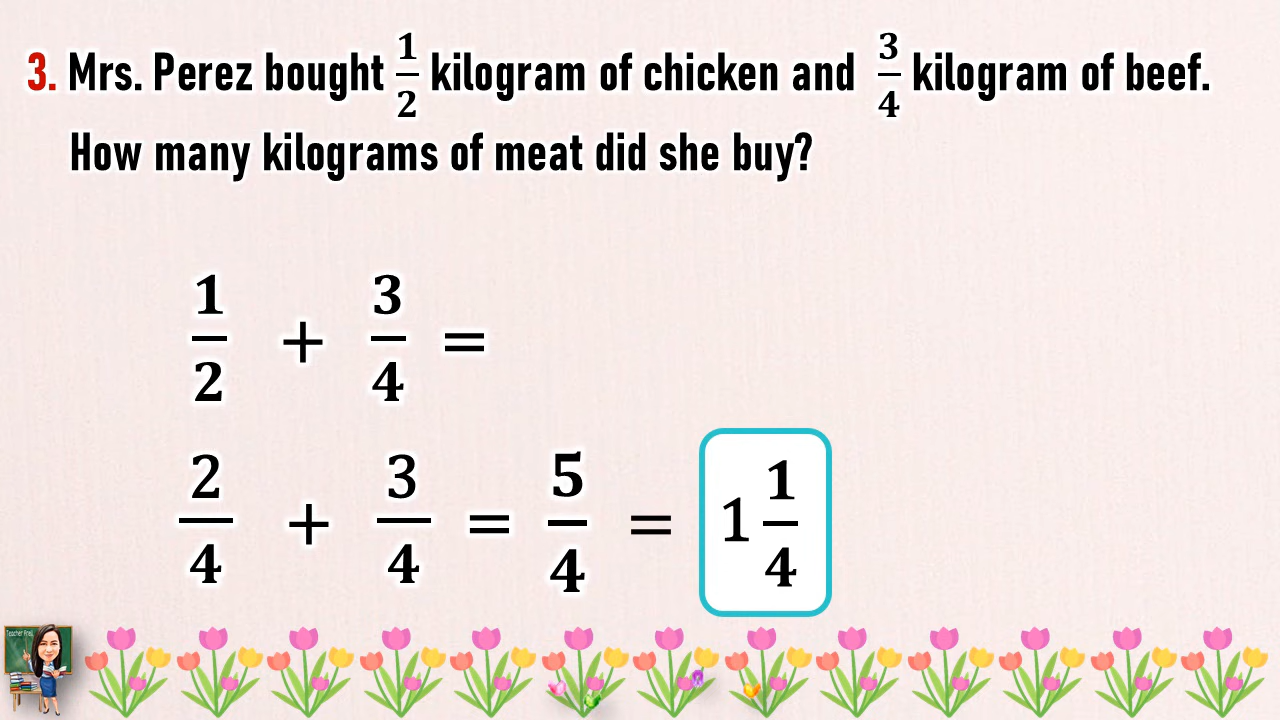 3. Mrs. Perez bought 1/2 kilogram of chicken and 3/4 kilogram of beef.
How many kilograms of meat did she buy?
1/2 + 3/4 =
2/4 + 3/4 = 5/4 = 1 1/4